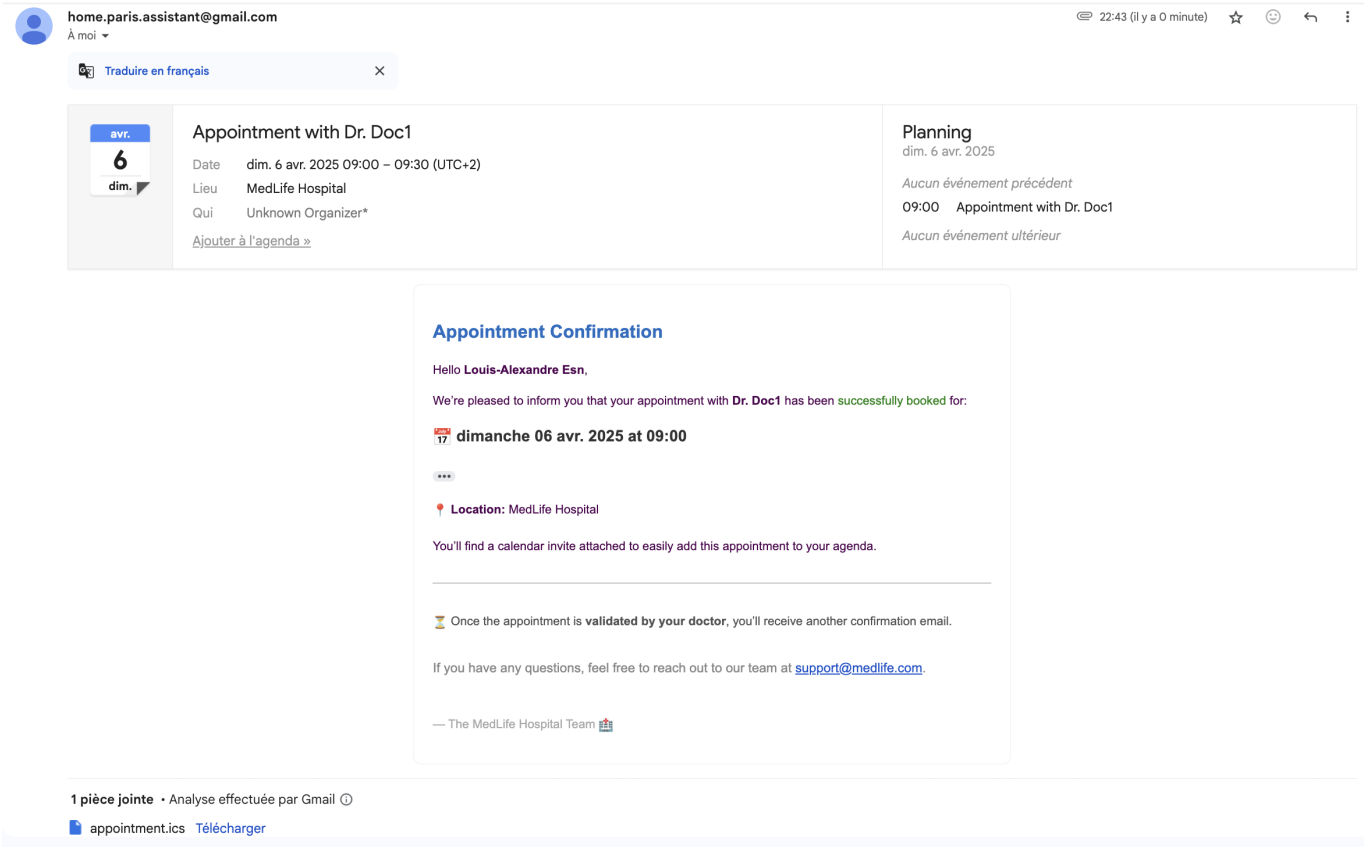 home.paris.assistant@gmail.com
22:43 (il y a 0 minute)
À moi
Traduire en français
avr.
6
dim.
Appointment with Dr. Doc1
Date dim. 6 avr. 2025 09:00 – 09:30 (UTC+2)
Lieu MedLife Hospital
Qui Unknown Organizer*
Ajouter à l'agenda »
Planning
dim. 6 avr. 2025
Aucun événement précédent
09:00 Appointment with Dr. Doc1
Aucun événement ultérieur
Appointment Confirmation
Hello Louis-Alexandre Esn,
We're pleased to inform you that your appointment with Dr. Doc1 has been successfully booked for:
📅 dimanche 06 avr. 2025 at 09:00
•••
📍 Location: MedLife Hospital
You'll find a calendar invite attached to easily add this appointment to your agenda.
⏳ Once the appointment is validated by your doctor, you'll receive another confirmation email.
If you have any questions, feel free to reach out to our team at support@medlife.com.
— The MedLife Hospital Team 🏥
1 pièce jointe • Analyse effectuée par Gmail
appointment.ics Télécharger